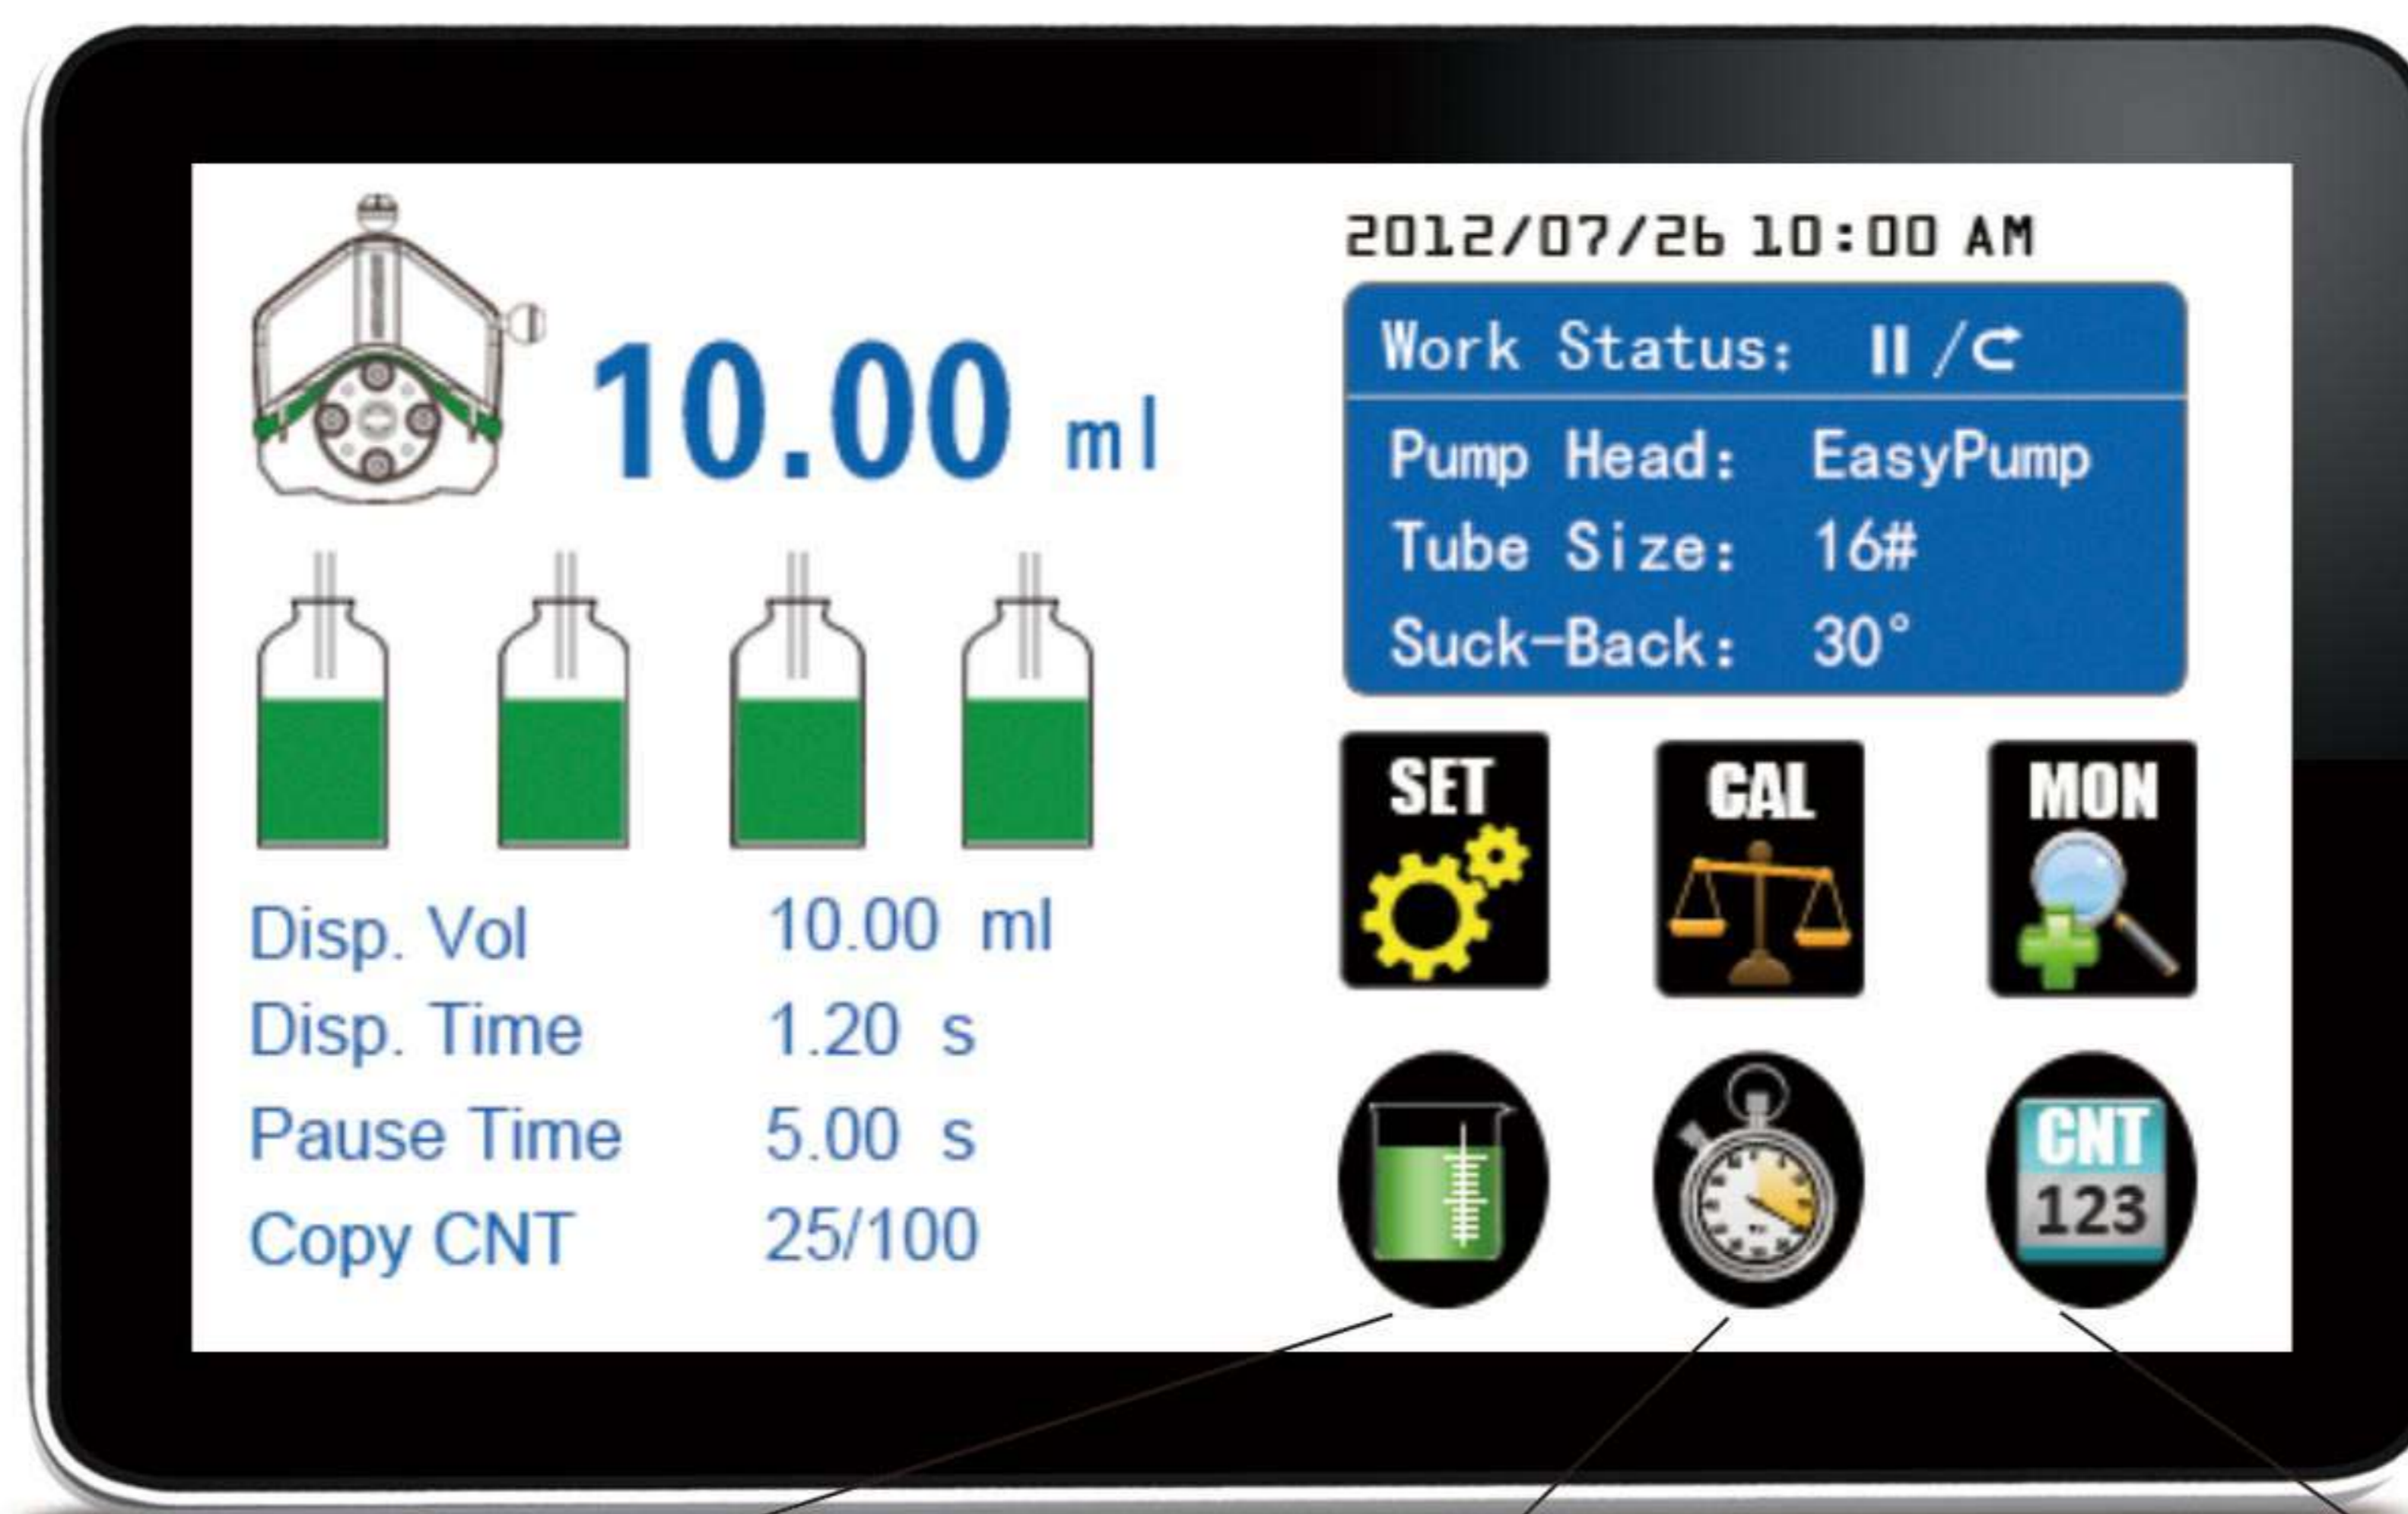 2012/07/26 10:00 AM
10.00 ml
Work Status: II/
Pump Head: EasyPump
Tube Size: 16#
Suck-Back: 30°
Disp. Vol 10.00 ml
Disp. Time 1.20 s
Pause Time 5.00 s
Copy CNT 25/100
SET
CAL
MON
CNT
123